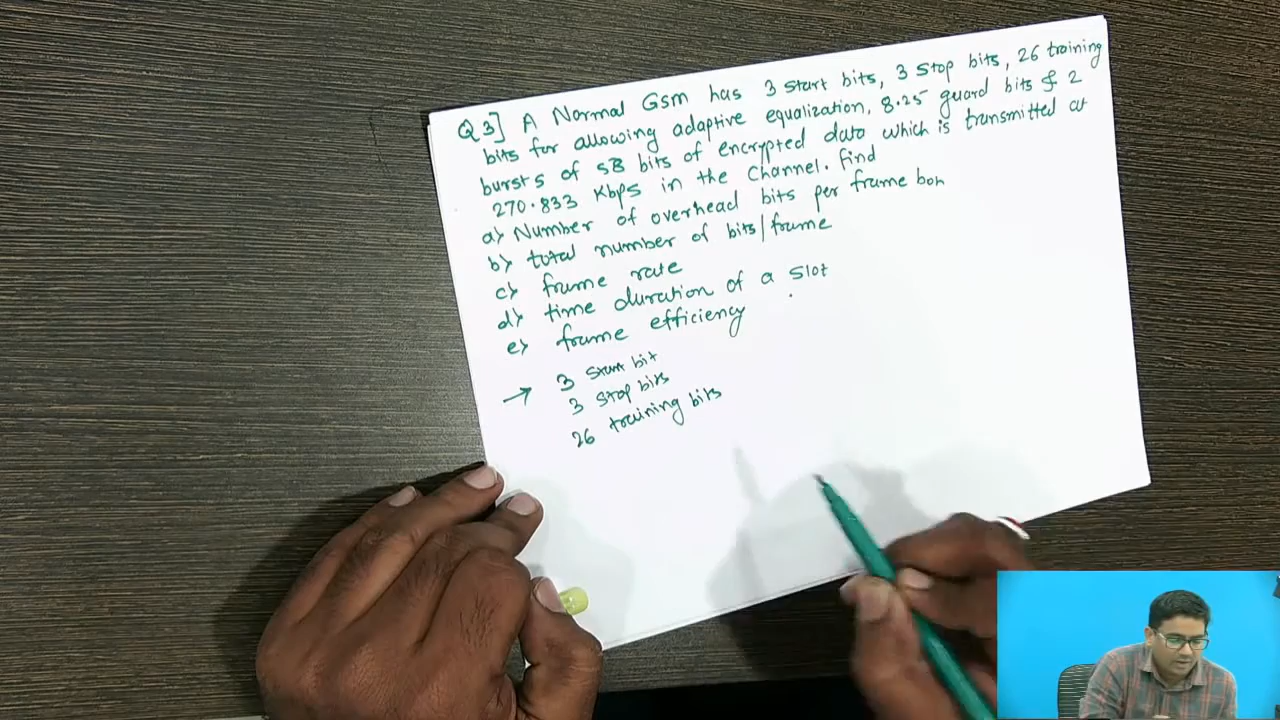 Q3] A Normal Gsm has 3 start bits, 3 stop bits, 26 training
bits for allowing adaptive equalization, 8.25 guard bits & 2
bursts of 58 bits of encrypted data which is transmitted at
270.833 Kbps in the channel. Find
a) Number of overhead bits per frame
b) total number of bits/frame
c) frame rate
d) time duration of a slot
e) frame efficiency
→ 3 start bit
3 stop bits
26 training bits